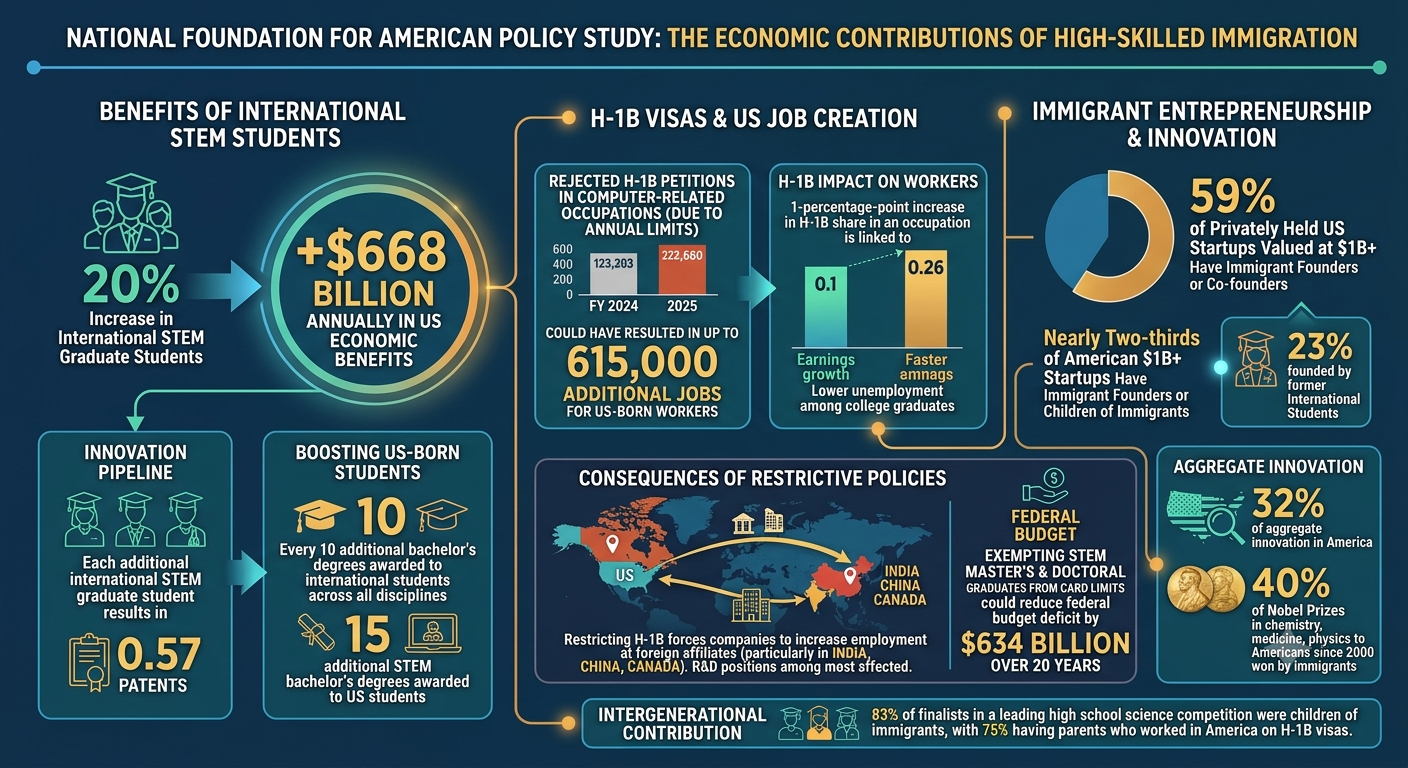 NATIONAL FOUNDATION FOR AMERICAN POLICY STUDY: THE ECONOMIC CONTRIBUTIONS OF HIGH-SKILLED IMMIGRATION
BENEFITS OF INTERNATIONAL
STEM STUDENTS
20%
Increase in
International STEM
Graduate Students
+$668
BILLION
ANNUALLY IN US
ECONOMIC
BENEFITS
INNOVATION
PIPELINE
Each additional
international STEM
graduate student
results in
0.57
PATENTS
BOOSTING US-BORN
STUDENTS
10
Every 10 additional bachelor's
degrees awarded to
international students
across all disciplines
15
additional STEM
bachelor's degrees awarded
to US students
H-1B VISAS & US JOB CREATION
REJECTED H-1B PETITIONS
IN COMPUTER-RELATED
OCCUPATIONS (DUE TO
ANNUAL LIMITS)
600
400
200
0
123,203
222,680
FY 2024
2025
COULD HAVE RESULTED IN UP TO
615,000
ADDITIONAL JOBS
FOR US-BORN WORKERS
H-1B IMPACT ON WORKERS
1-percentage-point increase
in H-1B share in an occupation
is linked to
0.1
0.26
Earnings
growth
Faster
amnags
Lower unemployment
among college graduates
CONSEQUENCES OF RESTRICTIVE POLICIES
US
INDIA
CHINA
CANADA
Restricting H-1B forces companies to increase employment
at foreign affiliates (particularly in INDiA,
CHINA, CANADA). R&D positions among most affected.
$
FEDERAL
BUDGET
EXEMPTING STEM
MASTER'S & DOCTORAL
GRADUATES FROM CARD LIMITS
could reduce federal
budget deficit by
$634 BILLION
OVER 20 YEARS
IMMIGRANT ENTREPRENEURSHIP
& INNOVATION
59%
of Privately Held US
Startups Valued at $1B+
Have Immigrant Founders
or Co-founders
Nearly Two-thirds
of American $1B+
Startups Have
Immigrant Founders or
Children of Immigrants
23%
founded by
former
International
Students
AGGREGATE INNOVATION
32%
of aggregate
innovation in America
40%
of Nobel Prizes
in chemistry,
medicine, physics to
Americans since 2000
won by immigrants
INTERGENERATIONAL
CONTRIBUTION
83% of finalists in a leading high school science competition were children of
immigrants, with 75% having parents who worked in America on H-1B visas.